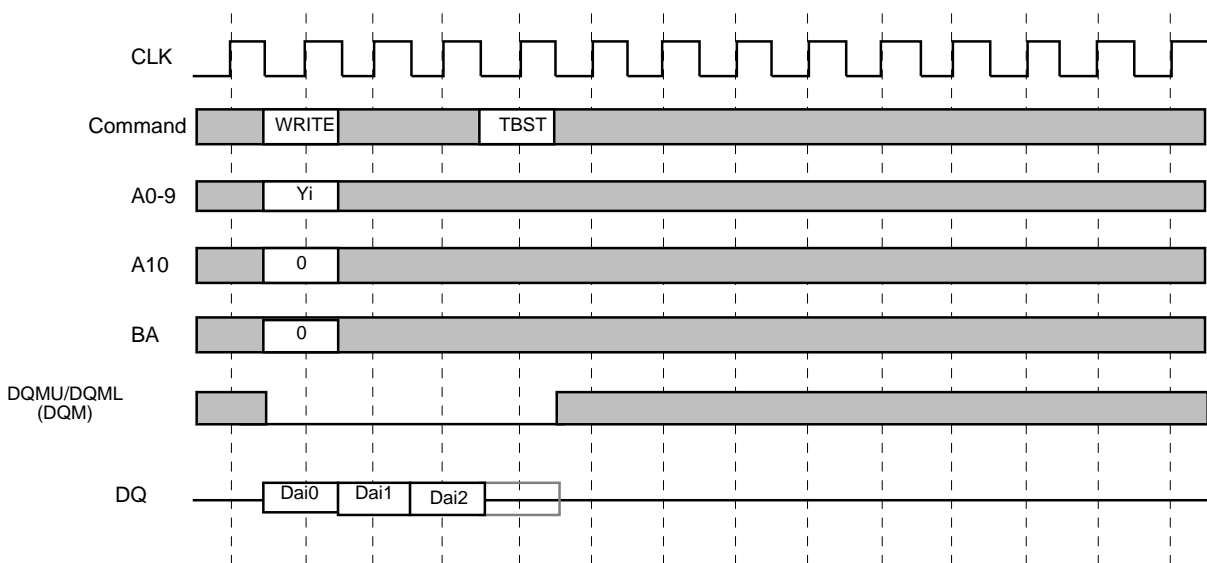 CLK
Command WRITE TBST
A0-9 Yi
A10 0
BA 0
DQMU/DQML
(DQM)
DQ Dai0 Dai1 Dai2